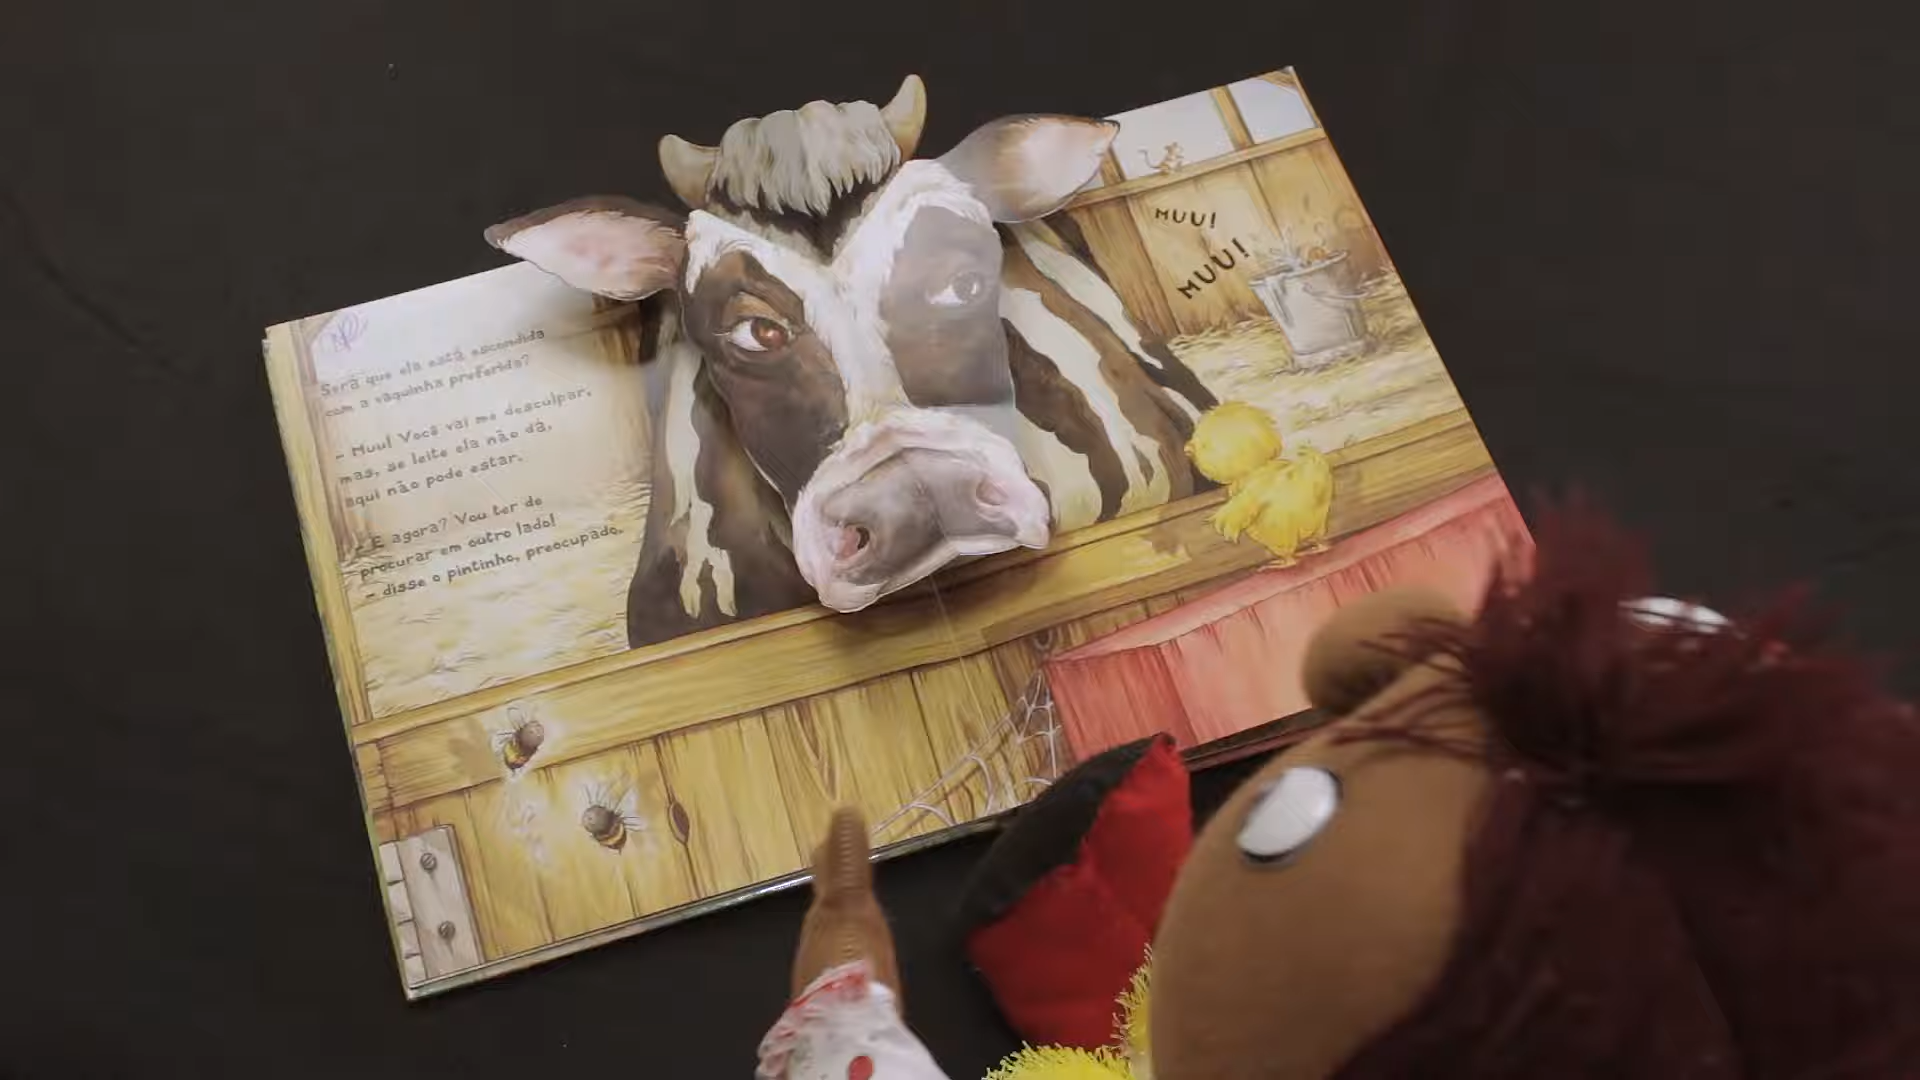 Será que ela está escondida
com a vaquinha preferida?
- Muu! Você vai me desculpar,
mas, se leite ela não dá,
aqui não pode estar.
- E agora? Vou ter de
procurar em outro lado!
- disse o pintinho, preocupado.
MUU!
MUU!